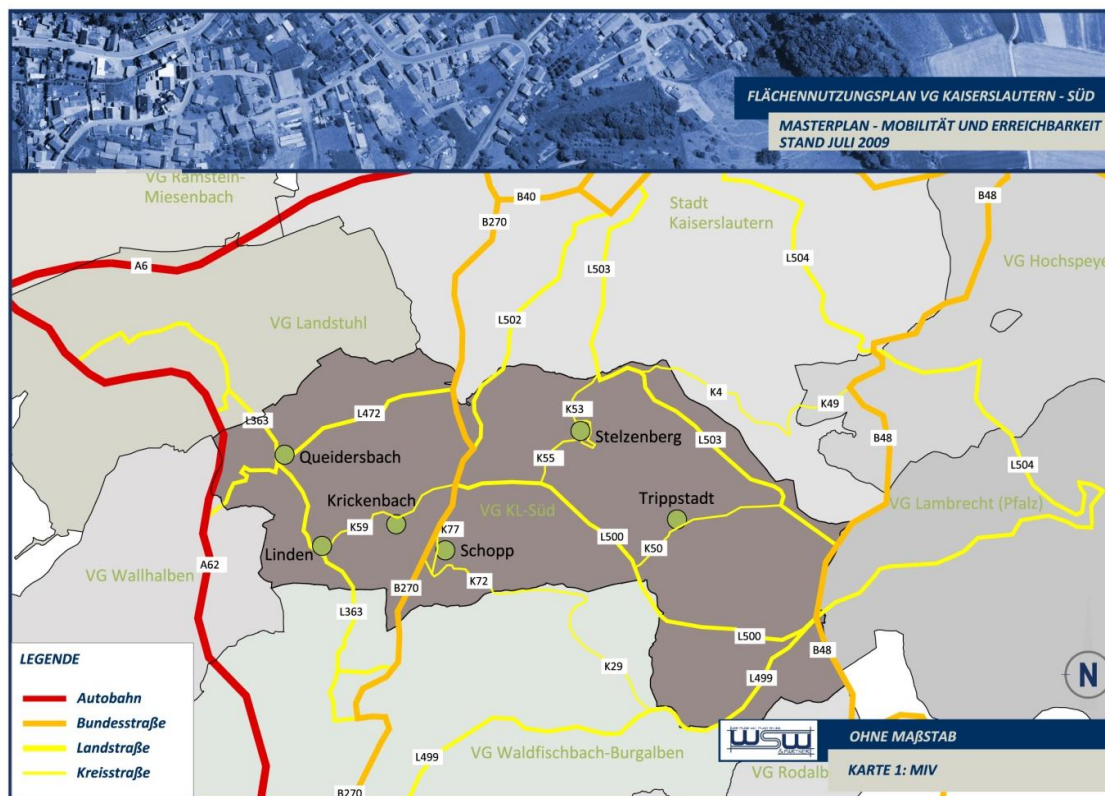 FLÄCHENNUTZUNGSPLAN VG KAISERSLAUTERN - SÜD
MASTERPLAN - MOBILITÄT UND ERREICHBARKEIT
STAND JULI 2009
VG Ramstein-
Miesenbach
B40
B270
Stadt
Kaiserslautern
B48
A6
L503
L504
VG Hochspeye
VG Landstuhl
L502
K4
K49
K53
L363
L472
L503
Stelzenberg
B48
Queidersbach
K55
L504
Krickenbach
Trippstadt
VG Lambrecht (Pfalz)
K59
K77
VG KL-Süd
L500
K50
Linden
Schopp
A62
VG Wallhalben
B270
K72
L363
L500
B48
LEGENDE
K29
L499
N
Autobahn
Bundesstraße
Landstraße
Kreisstraße
L499
VG Waldfischbach-Burgalben
WSW
OHNE MAßSTAB
VG Rodalb
KARTE 1: MIV
B270